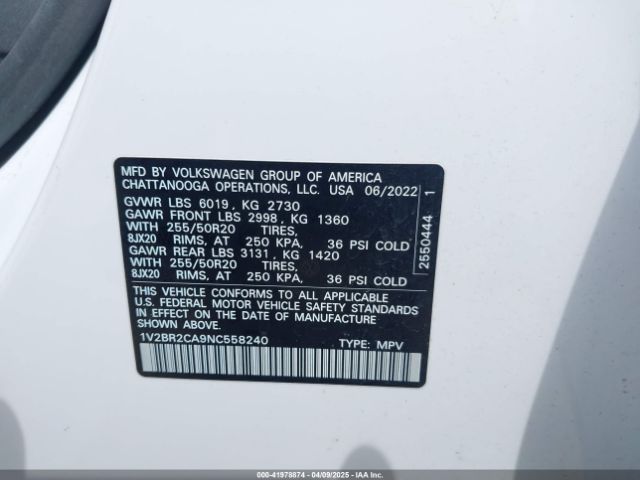 MFD BY VOLKSWAGEN GROUP OF AMERICA
CHATTANOOGA OPERATIONS, LLC. USA 06/2022
GVWR LBS 6019, KG 2730
GAWR FRONT LBS 2998, KG 1360
WITH 255/50R20 TIRES,
8JX20 RIMS, AT 250 KPA, 36 PSI COLD
GAWR REAR LBS 3131, KG 1420
WITH 255/50R20 TIRES,
8JX20 RIMS, AT 250 KPA, 36 PSI COLD
THIS VEHICLE CONFORMS TO ALL APPLICABLE
U.S. FEDERAL MOTOR VEHICLE SAFETY STANDARDS
IN EFFECT ON THE DATE OF MANUFACTURE
SHOWN ABOVE.
1V2BR2CA9NC558240 TYPE: MPV
2550444 1
000-41978874 04/09/2025 IAA, Inc.